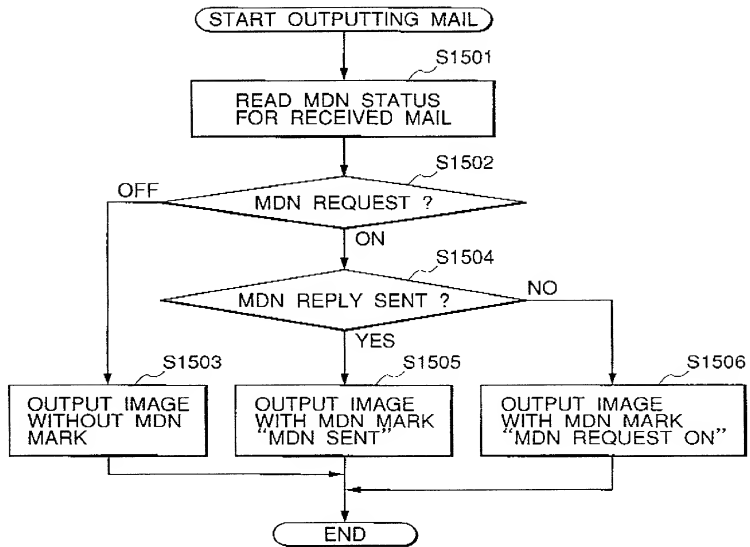 START OUTPUTTING MAIL
S1501
READ MDN STATUS
FOR RECEIVED MAIL
S1502
OFF
MDN REQUEST ?
ON
S1504
MDN REPLY SENT ?
NO
YES
S1503
OUTPUT IMAGE
WITHOUT MDN
MARK
S1505
OUTPUT IMAGE
WITH MDN MARK
"MDN SENT"
S1506
OUTPUT IMAGE
WITH MDN MARK
"MDN REQUEST ON"
END